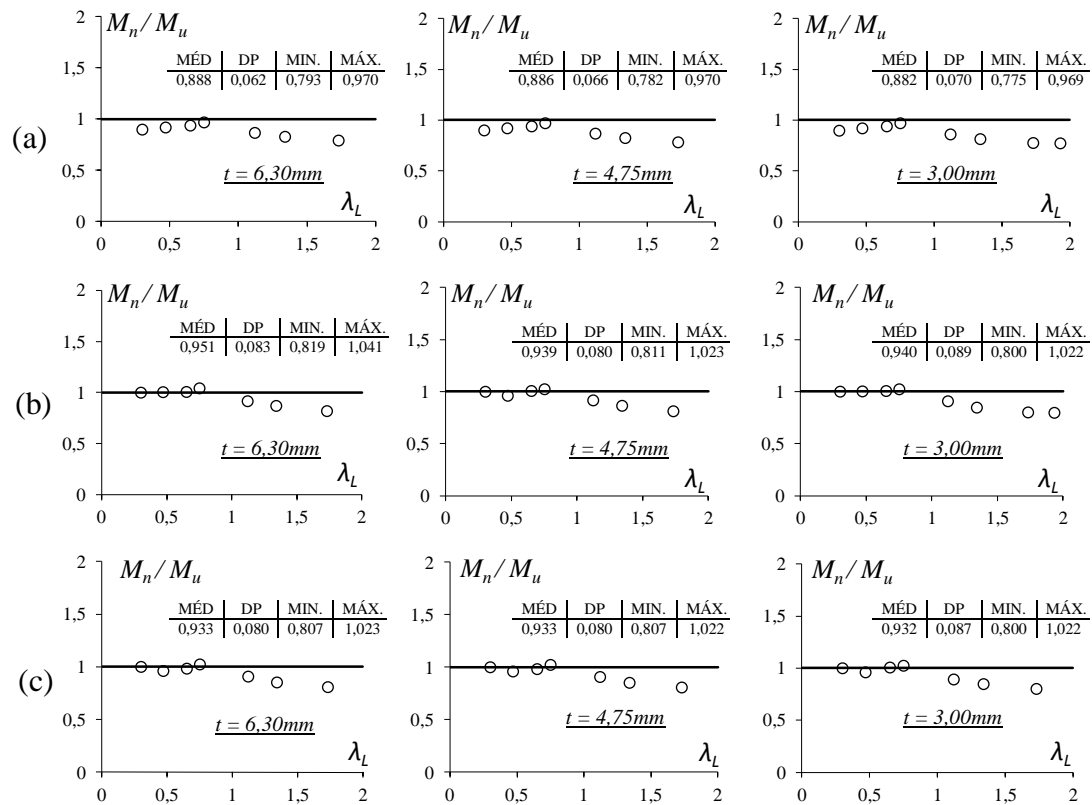 (a)
2
1,5
1
0,5
0
M_n / M_u
MÉD DP MIN. MÁX.
0,888 0,062 0,793 0,970
t = 6,30mm
λ_L
0 0,5 1 1,5 2
2
1,5
1
0,5
0
M_n / M_u
MÉD DP MIN. MÁX.
0,886 0,066 0,782 0,970
t = 4,75mm
λ_L
0 0,5 1 1,5 2
2
1,5
1
0,5
0
M_n / M_u
MÉD DP MIN. MÁX.
0,882 0,070 0,775 0,969
t = 3,00mm
λ_L
0 0,5 1 1,5 2
(b)
2
1,5
1
0,5
0
M_n / M_u
MÉD DP MIN. MÁX.
0,951 0,083 0,819 1,041
t = 6,30mm
λ_L
0 0,5 1 1,5 2
2
1,5
1
0,5
0
M_n / M_u
MÉD DP MIN. MÁX.
0,939 0,080 0,811 1,023
t = 4,75mm
λ_L
0 0,5 1 1,5 2
2
1,5
1
0,5
0
M_n / M_u
MÉD DP MIN. MÁX.
0,940 0,089 0,800 1,022
t = 3,00mm
λ_L
0 0,5 1 1,5 2
(c)
2
1,5
1
0,5
0
M_n / M_u
MÉD DP MIN. MÁX.
0,933 0,080 0,807 1,023
t = 6,30mm
λ_L
0 0,5 1 1,5 2
2
1,5
1
0,5
0
M_n / M_u
MÉD DP MIN. MÁX.
0,933 0,080 0,807 1,022
t = 4,75mm
λ_L
0 0,5 1 1,5 2
2
1,5
1
0,5
0
M_n / M_u
MÉD DP MIN. MÁX.
0,932 0,087 0,800 1,022
t = 3,00mm
λ_L
0 0,5 1 1,5 2